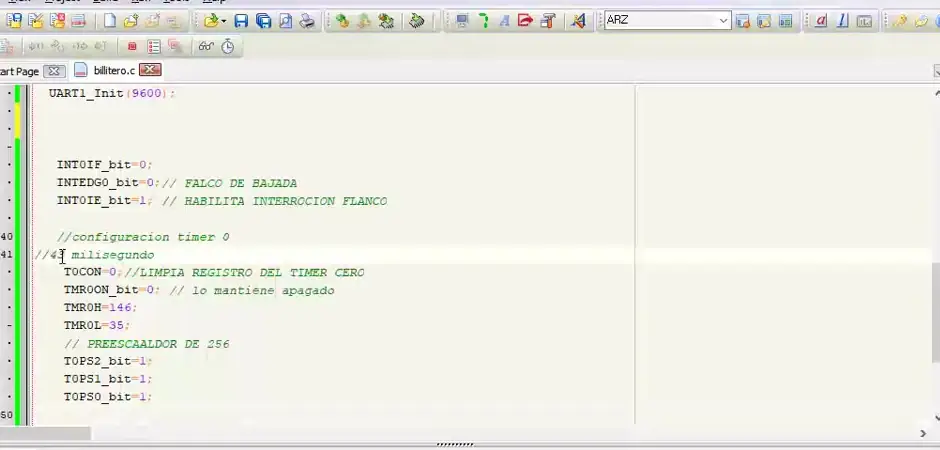 ARZ
art Page
billitero.c
UART1_Init(9600);
INT0IF_bit=0;
INTEDG0_bit=0;// FALCO DE BAJADA
INT0IE_bit=1; // HABILITA INTERROCION FLANCO
40
//configuracion timer 0
41
milisegundo
T0CON=0;//LIMPIA REGISTRO DEL TIMER CERO
TMR0ON_bit=0; // lo mantiene apagado
TMR0H=146;
TMR0L=35;
// PREESCAALDOR DE 256
T0PS2_bit=1;
T0PS1_bit=1;
T0PS0_bit=1;
50